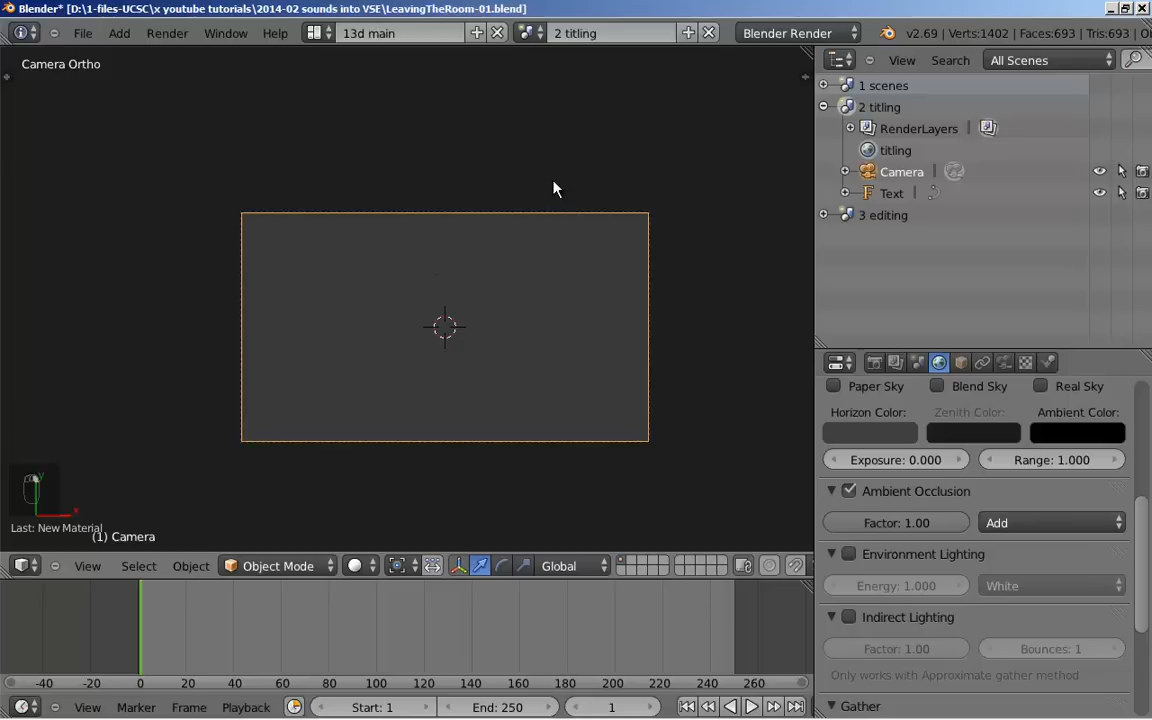 Blender* [D:\1-files-UCSC\x youtube tutorials\2014-02 sounds into VSE\LeavingTheRoom-01.blend]
File Add Render Window Help 13d main 2 titling Blender Render v2.69 | Verts:1402 | Faces:693 | Tris:693 |
Camera Ortho
View Search All Scenes
1 scenes
2 titling
RenderLayers
titling
Camera
Text
3 editing
Paper Sky Blend Sky Real Sky
Horizon Color: Zenith Color: Ambient Color:
Exposure: 0.000 Range: 1.000
Ambient Occlusion
Factor: 1.00 Add
Environment Lighting
Energy: 1.000 White
Indirect Lighting
Factor: 1.00 Bounces: 1
Only works with Approximate gather method
Gather
y
x
Last: New Material
(1) Camera
View Select Object Object Mode Global
-40 -20 0 20 40 60 80 100 120 140 160 180 200 220 240 260
View Marker Frame Playback Start: 1 End: 250 1